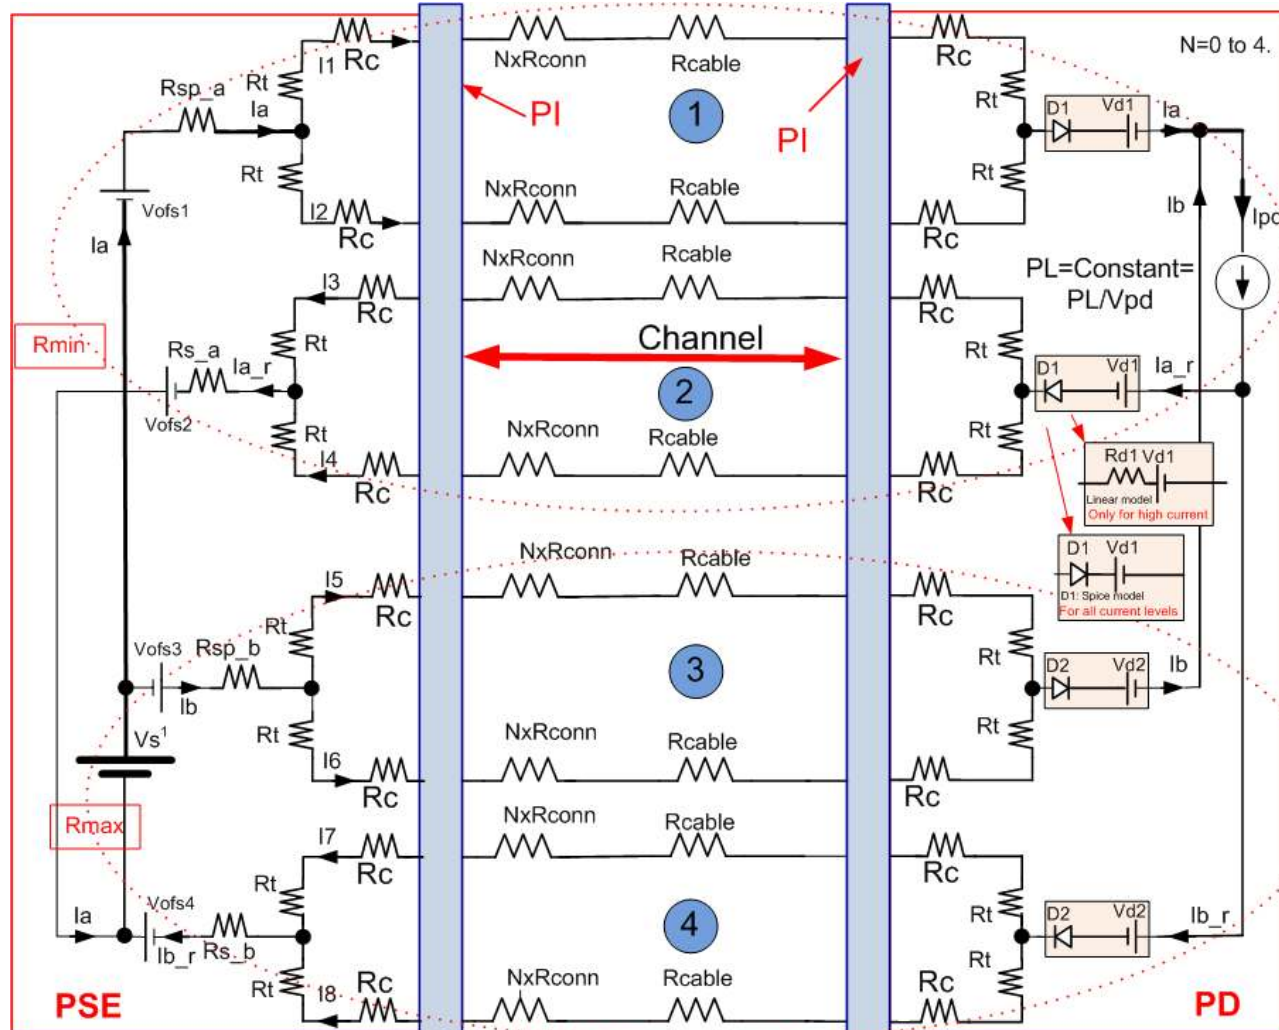 N=0 to 4.
I1
Rc
NxRconn
Rcable
Rc
Rt
Rsp_a
Ia
PI
1
PI
Rt
D1
Vd1
Ia
Rt
Vofs1
I2
Rc
NxRconn
Rcable
Rc
Rt
Ib
Ia
NxRconn
Rcable
PL=Constant=
PL/Vpd
I3
Rc
Rc
Rmin
Rt
Channel
Rt
Rs_a
Ia_r
D1
Vd1
Ia_r
Vofs2
2
Rt
I4
Rc
NxRconn
Rcable
Rc
Rt
Rd1
Vd1
Linear model
Only for high current
D1
Vd1
D1: Spice model
For all current levels
NxRconn
Rcable
I5
Rc
Rc
Rt
Vofs3
Rsp_b
Ib
3
Rt
D2
Vd2
Ib
Rt
Vs¹
I6
Rc
NxRconn
Rcable
Rc
Rt
Rmax
NxRconn
Rcable
I7
Rc
Rc
Rt
Rt
Vofs4
Ia
Ib_r
Rs_b
4
D2
Vd2
Ib_r
Rt
I8
Rc
NxRconn
Rcable
Rc
Rt
PSE
PD